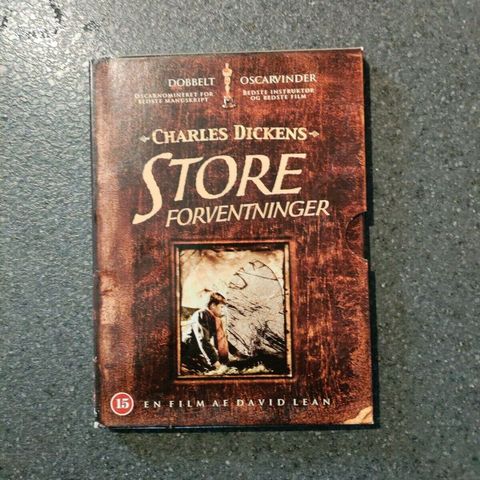 DOBBELT OSCARVINDER
OSCARNOMINERET FOR BEDSTE INSTRUKTØR
BEDSTE MANUSKRIPT OG BEDSTE FILM
CHARLES DICKENS
STORE
FORVENTNINGER
15 EN FILM AF DAVID LEAN